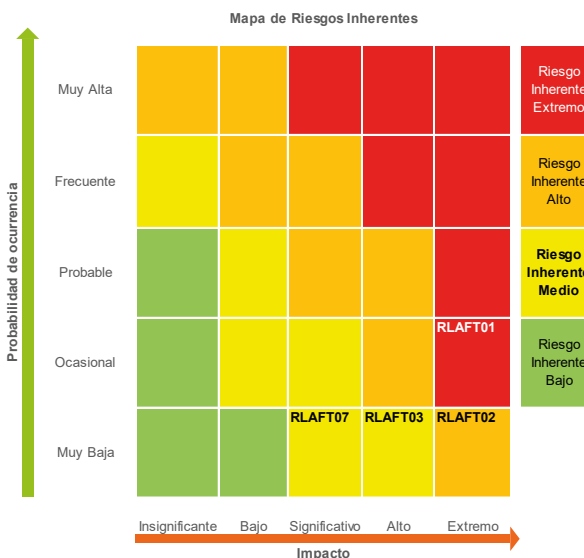 Mapa de Riesgos Inherentes
Muy Alta
Riesgo
Inherente
Extremo
Frecuente
Riesgo
Inherente
Alto
Probabilidad de ocurrencia
Probable
Riesgo
Inherente
Medio
Ocasional
RLAFT01
Riesgo
Inherente
Bajo
Muy Baja
RLAFT07 RLAFT03 RLAFT02
Insignificante Bajo Significativo Alto Extremo
Impacto